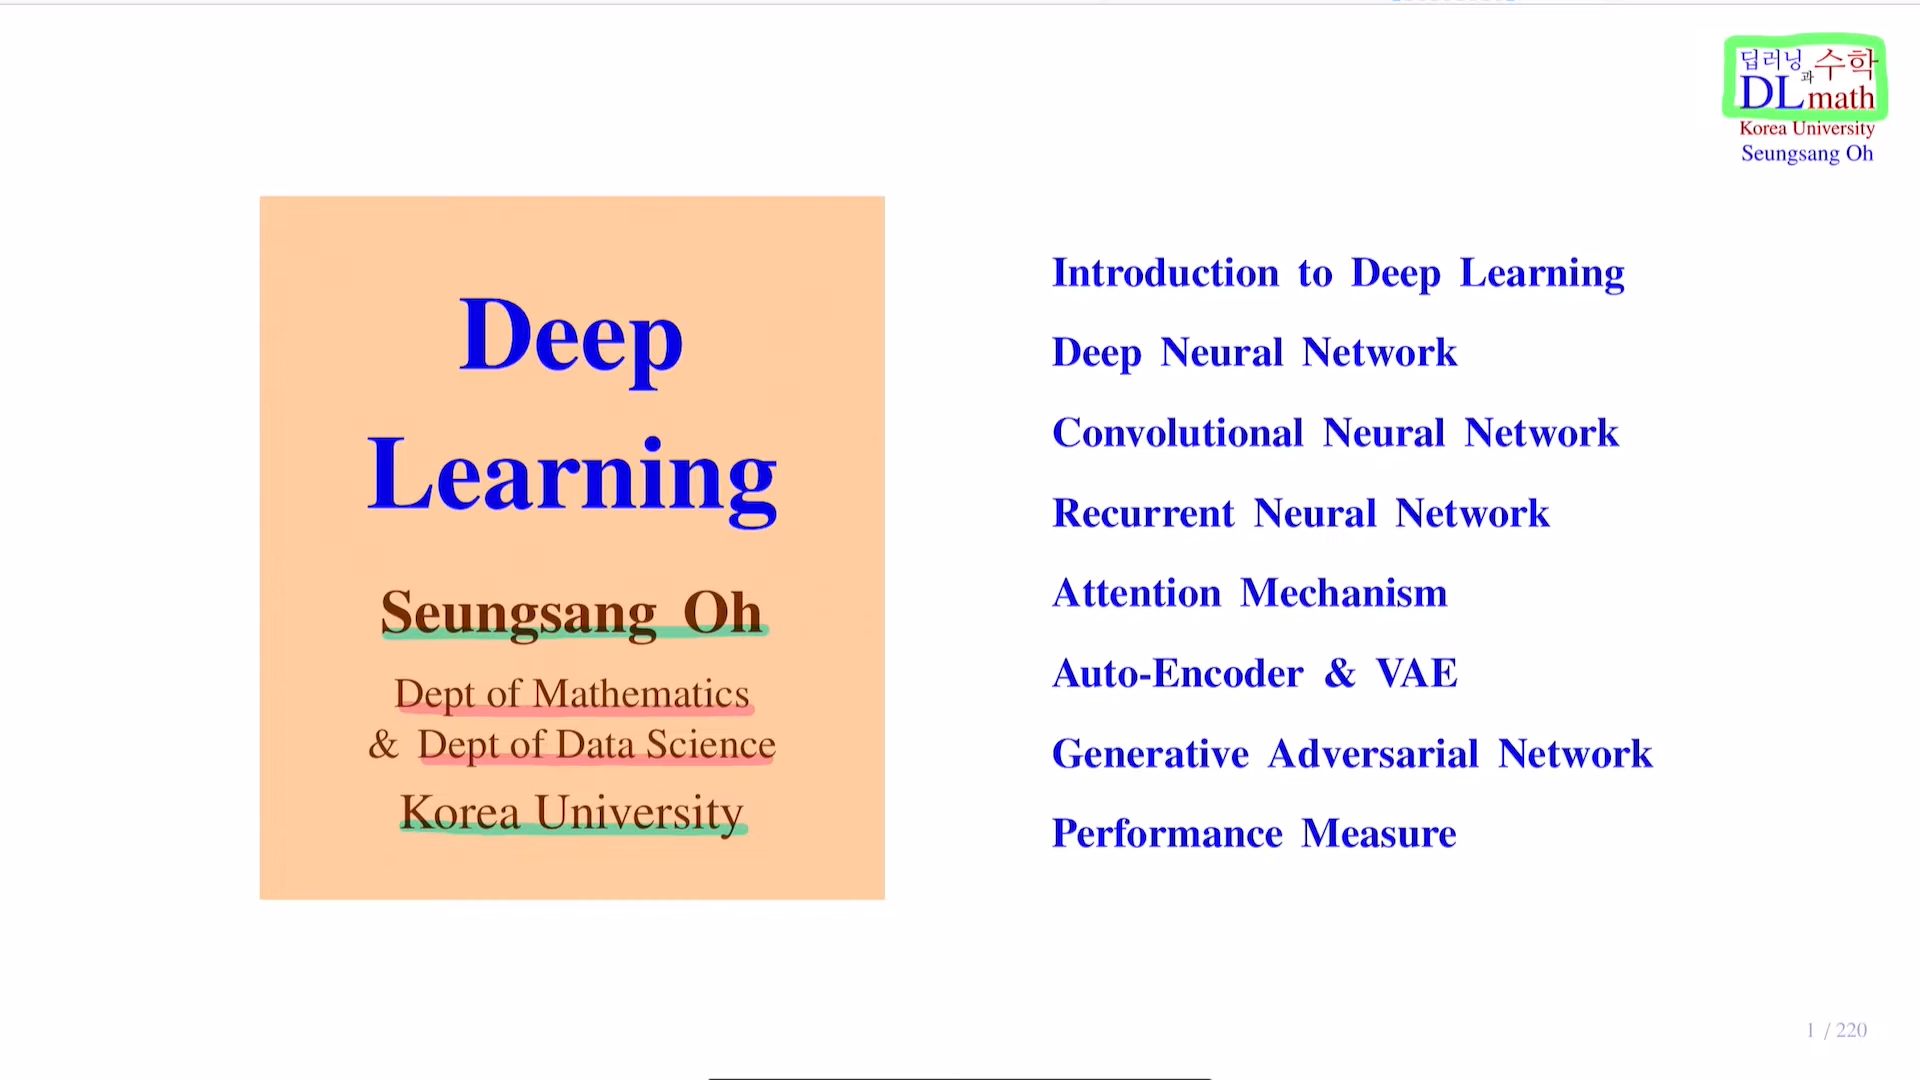 딥러닝과 수학
DL math
Korea University
Seungsang Oh
Deep
Learning
Seungsang Oh
Dept of Mathematics
& Dept of Data Science
Korea University
Introduction to Deep Learning
Deep Neural Network
Convolutional Neural Network
Recurrent Neural Network
Attention Mechanism
Auto-Encoder & VAE
Generative Adversarial Network
Performance Measure
1 / 220